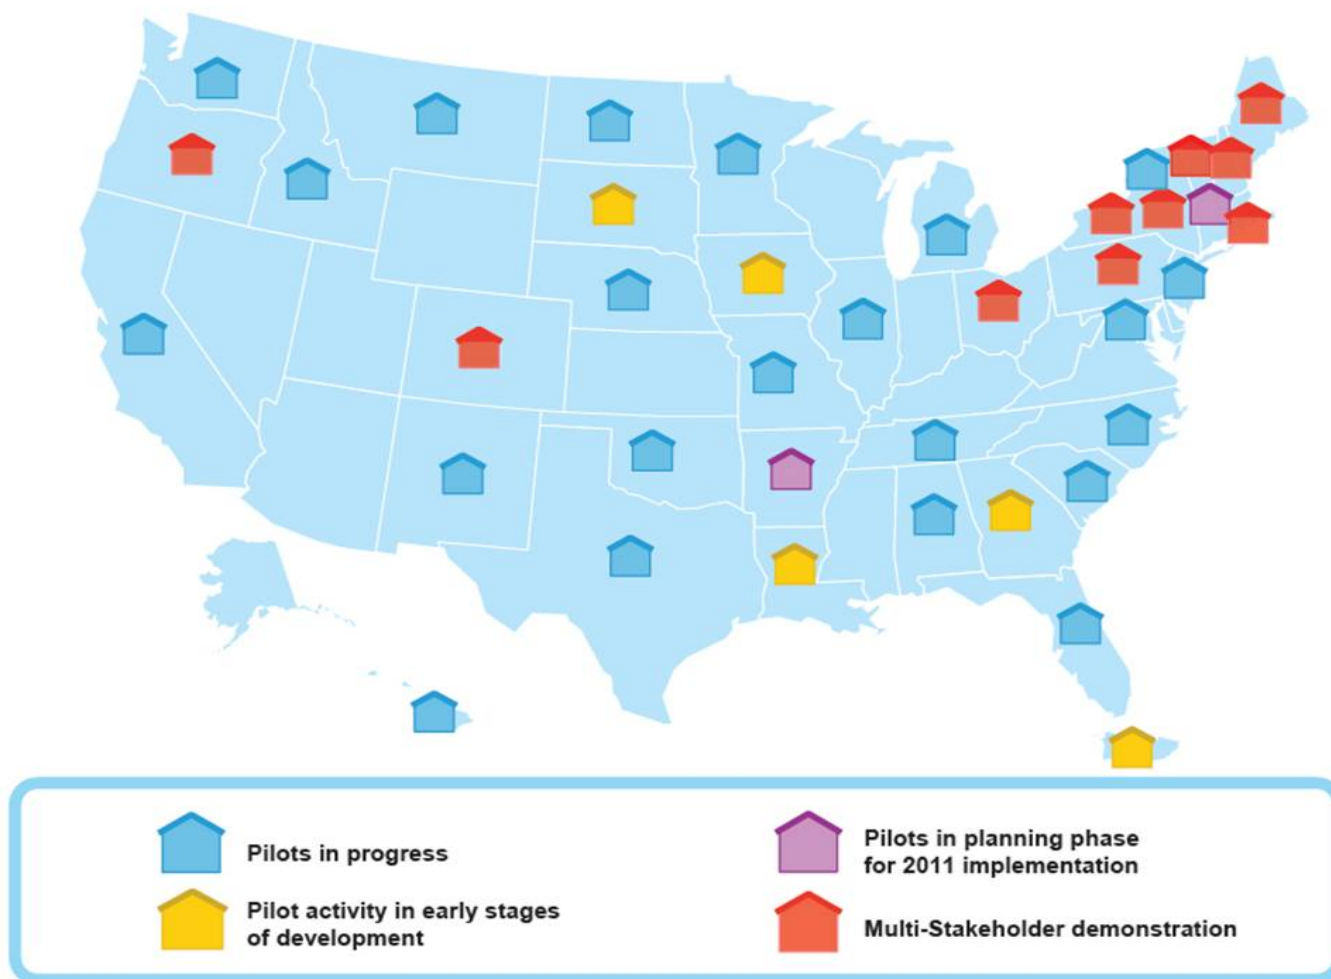 Pilots in progress
Pilot activity in early stages
of development
Pilots in planning phase
for 2011 implementation
Multi-Stakeholder demonstration